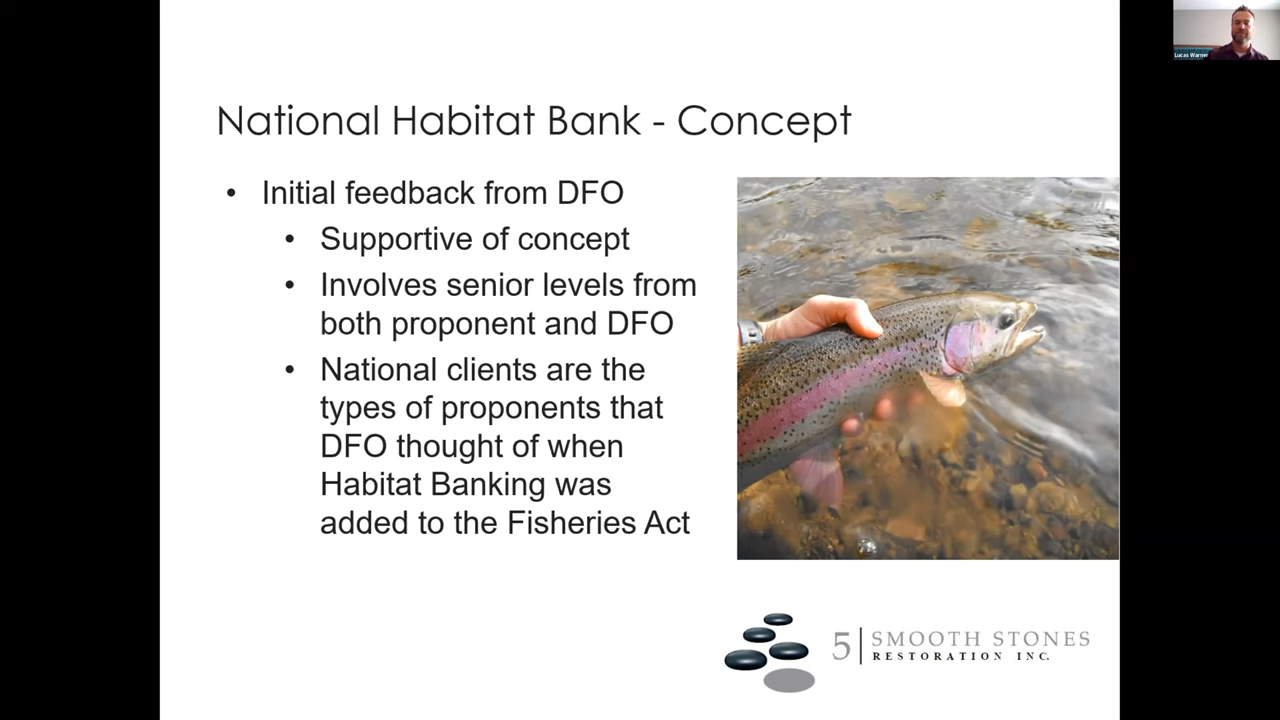 National Habitat Bank - Concept
• Initial feedback from DFO
• Supportive of concept
• Involves senior levels from
both proponent and DFO
• National clients are the
types of proponents that
DFO thought of when
Habitat Banking was
added to the Fisheries Act
5 | SMOOTH STONES
RESTORATION INC.
Lucas Warner